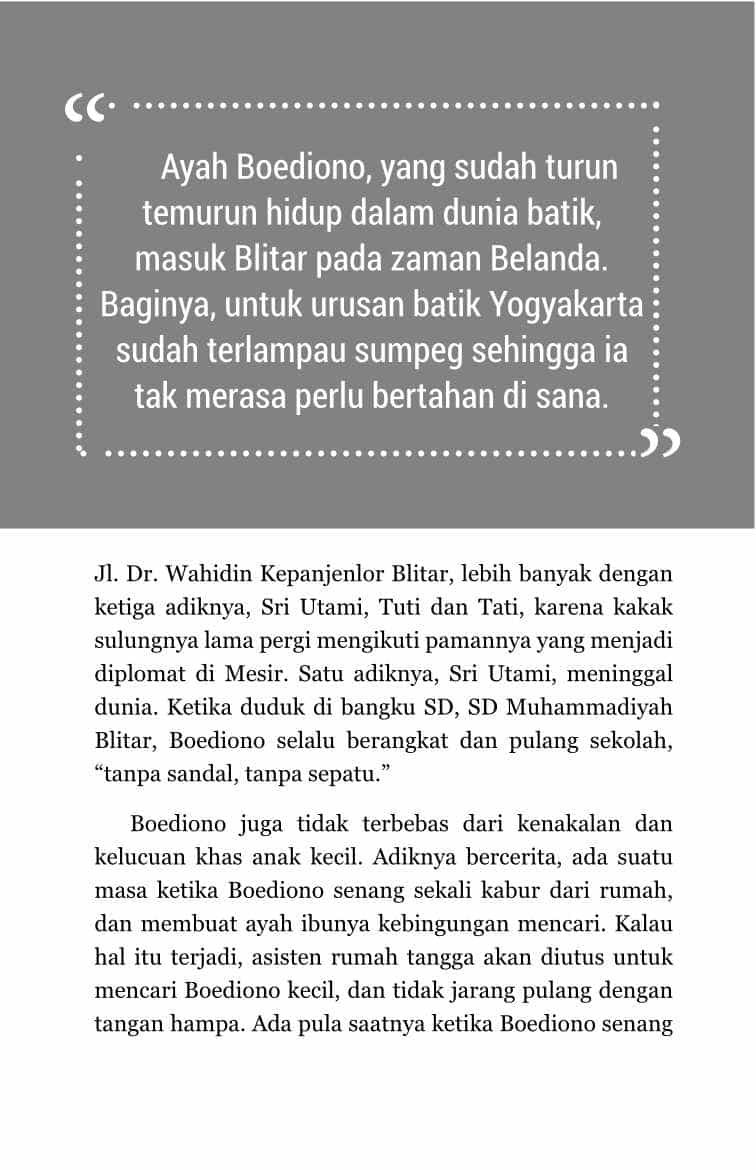 “
Ayah Boediono, yang sudah turun
temurun hidup dalam dunia batik,
masuk Blitar pada zaman Belanda.
Baginya, untuk urusan batik Yogyakarta
sudah terlampau sumpeg sehingga ia
tak merasa perlu bertahan di sana.
”
Jl. Dr. Wahidin Kepanjenlor Blitar, lebih banyak dengan
ketiga adiknya, Sri Utami, Tuti dan Tati, karena kakak
sulungnya lama pergi mengikuti pamannya yang menjadi
diplomat di Mesir. Satu adiknya, Sri Utami, meninggal
dunia. Ketika duduk di bangku SD, SD Muhammadiyah
Blitar, Boediono selalu berangkat dan pulang sekolah,
“tanpa sandal, tanpa sepatu.”
Boediono juga tidak terbebas dari kenakalan dan
kelucuan khas anak kecil. Adiknya bercerita, ada suatu
masa ketika Boediono senang sekali kabur dari rumah,
dan membuat ayah ibunya kebingungan mencari. Kalau
hal itu terjadi, asisten rumah tangga akan diutus untuk
mencari Boediono kecil, dan tidak jarang pulang dengan
tangan hampa. Ada pula saatnya ketika Boediono senang